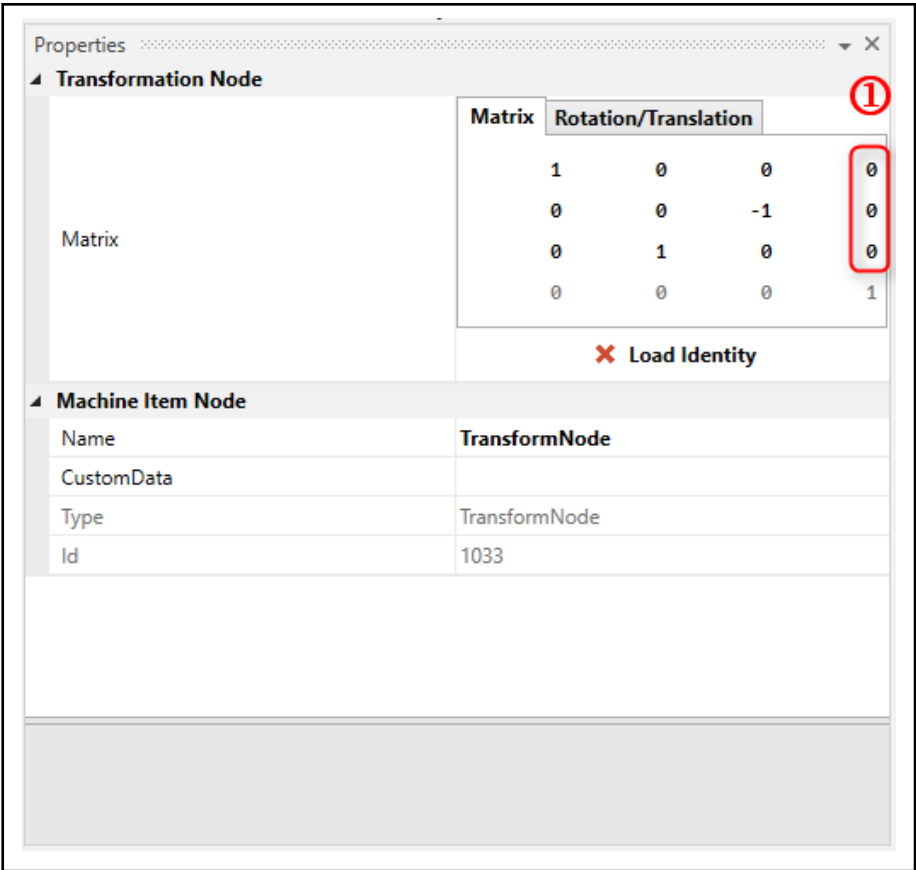 Properties
Transformation Node
①
Matrix Rotation/Translation
Matrix
1 0 0 0
0 0 -1 0
0 1 0 0
0 0 0 1
Load Identity
Machine Item Node
Name TransformNode
CustomData
Type TransformNode
Id 1033